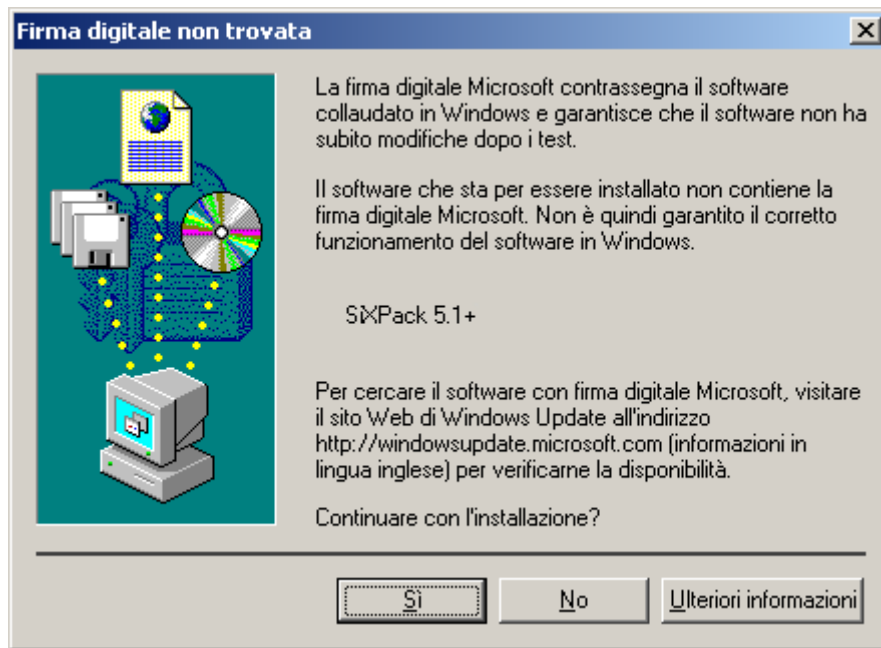 Firma digitale non trovata
La firma digitale Microsoft contrassegna il software
collaudato in Windows e garantisce che il software non ha
subito modifiche dopo i test.
Il software che sta per essere installato non contiene la
firma digitale Microsoft. Non è quindi garantito il corretto
funzionamento del software in Windows.
SiXPack 5.1+
Per cercare il software con firma digitale Microsoft, visitare
il sito Web di Windows Update all'indirizzo
http://windowsupdate.microsoft.com (informazioni in
lingua inglese) per verificarne la disponibilità.
Continuare con l'installazione?
Sì No Ulteriori informazioni